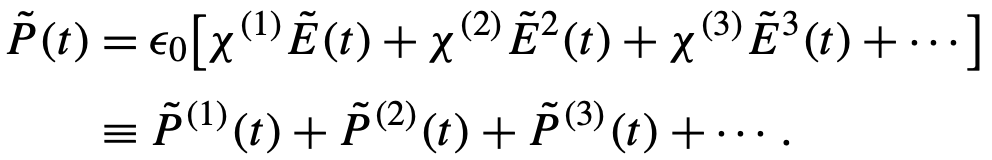 P̃(t) = ϵ₀[χ⁽¹⁾Ẽ(t) + χ⁽²⁾Ẽ²(t) + χ⁽³⁾Ẽ³(t) + ⋯]
≡ P̃⁽¹⁾(t) + P̃⁽²⁾(t) + P̃⁽³⁾(t) + ⋯ .